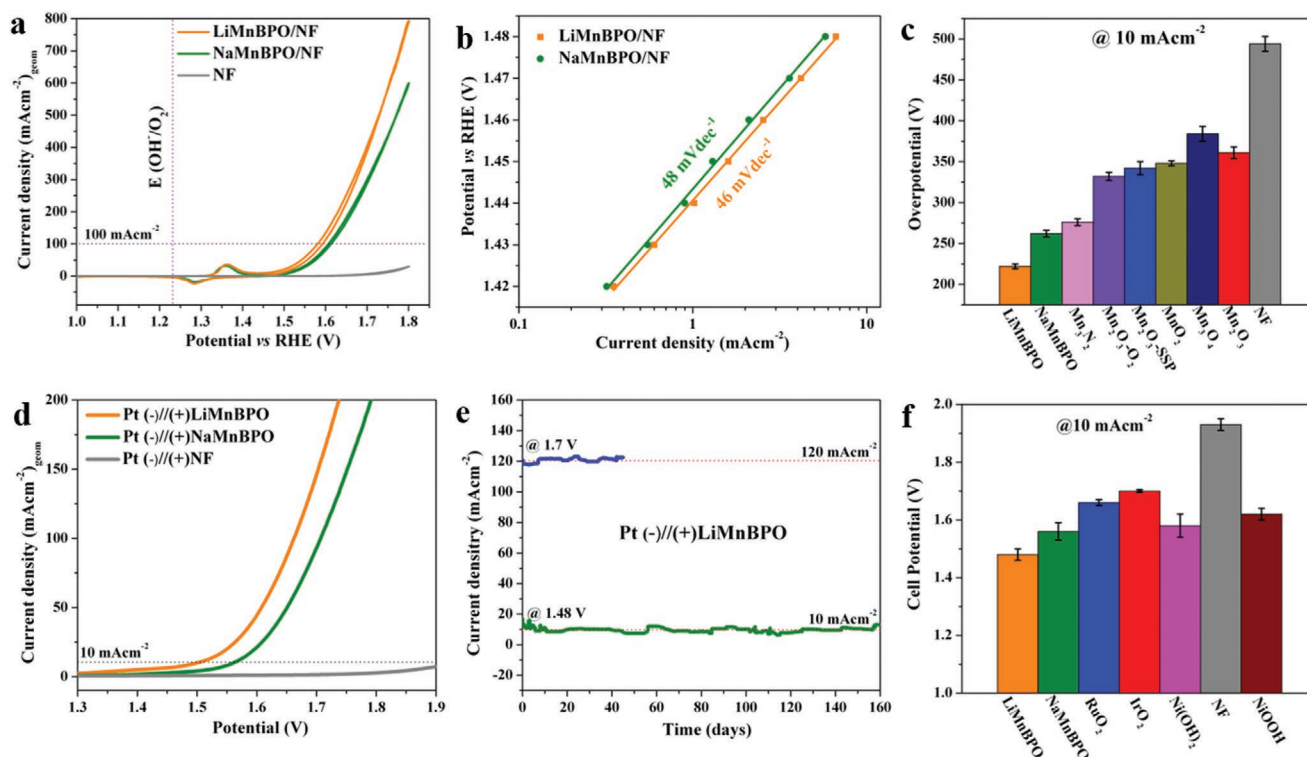 a
800
700
600
500
400
300
200
100
0
-100
Current density (mAcm⁻²)geom
LiMnBPO/NF
NaMnBPO/NF
NF
E (OH⁻/O₂)
100 mAcm⁻²
1.0 1.1 1.2 1.3 1.4 1.5 1.6 1.7 1.8
Potential vs RHE (V)
b
1.48
1.47
1.46
1.45
1.44
1.43
1.42
Potential vs RHE (V)
LiMnBPO/NF
NaMnBPO/NF
48 mVdec⁻¹
46 mVdec⁻¹
0.1 1 10
Current density (mAcm⁻²)
c
@ 10 mAcm⁻²
500
450
400
350
300
250
200
Overpotential (V)
LiMnBPO
NaMnBPO
Mn₃N₂
Mn₂O₃-O₂
Mn₂O₃-SSP
MnO₂
Mn₃O₄
Mn₂O₃
NF
d
200
150
100
50
0
Current density (mAcm⁻²)geom
Pt (-)//(+)LiMnBPO
Pt (-)//(+)NaMnBPO
Pt (-)//(+)NF
10 mAcm⁻²
1.3 1.4 1.5 1.6 1.7 1.8 1.9
Potential (V)
e
160
140
120
100
80
60
40
20
0
-20
Current densitry (mAcm⁻²)
@ 1.7 V
120 mAcm⁻²
Pt (-)//(+)LiMnBPO
@ 1.48 V
10 mAcm⁻²
0 20 40 60 80 100 120 140 160
Time (days)
f
@10 mAcm⁻²
2.0
1.8
1.6
1.4
1.2
1.0
Cell Potential (V)
LiMnBPO
NaMnBPO
RuO₂
IrO₂
Ni(OH)₂
NF
NiOOH